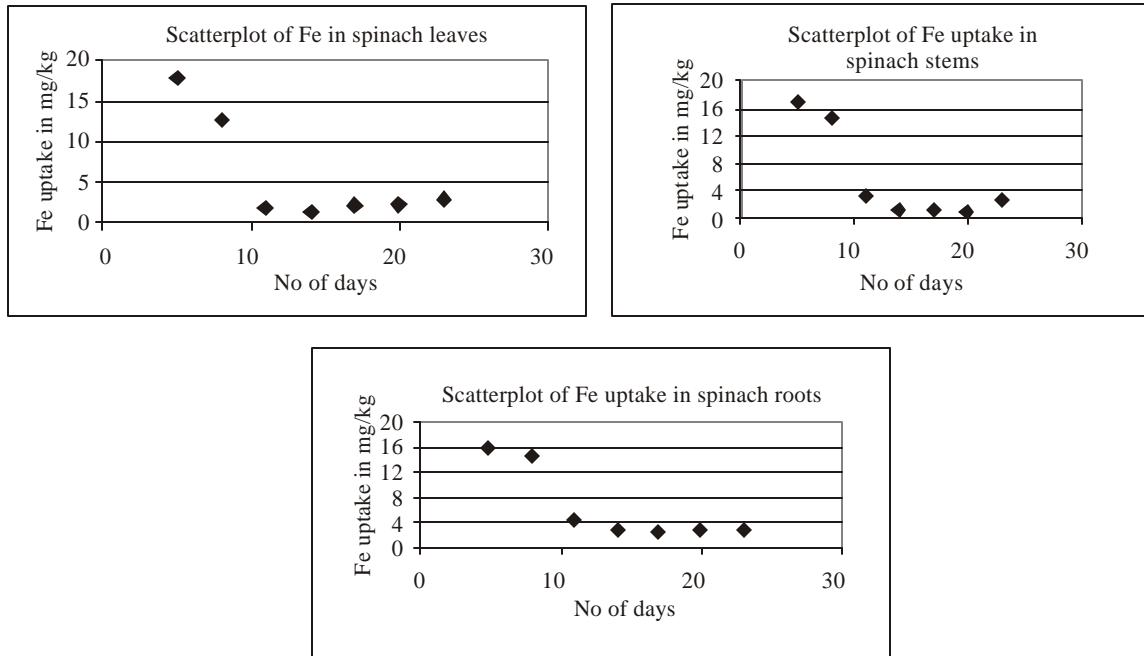 Scatterplot of Fe in spinach leaves
Fe uptake in mg/kg
20
15
10
5
0
0 10 20 30
No of days
Scatterplot of Fe uptake in
spinach stems
Fe uptake in mg/kg
20
16
12
8
4
0
0 10 20 30
No of days
Scatterplot of Fe uptake in spinach roots
Fe uptake in mg/kg
20
16
12
8
4
0
0 10 20 30
No of days